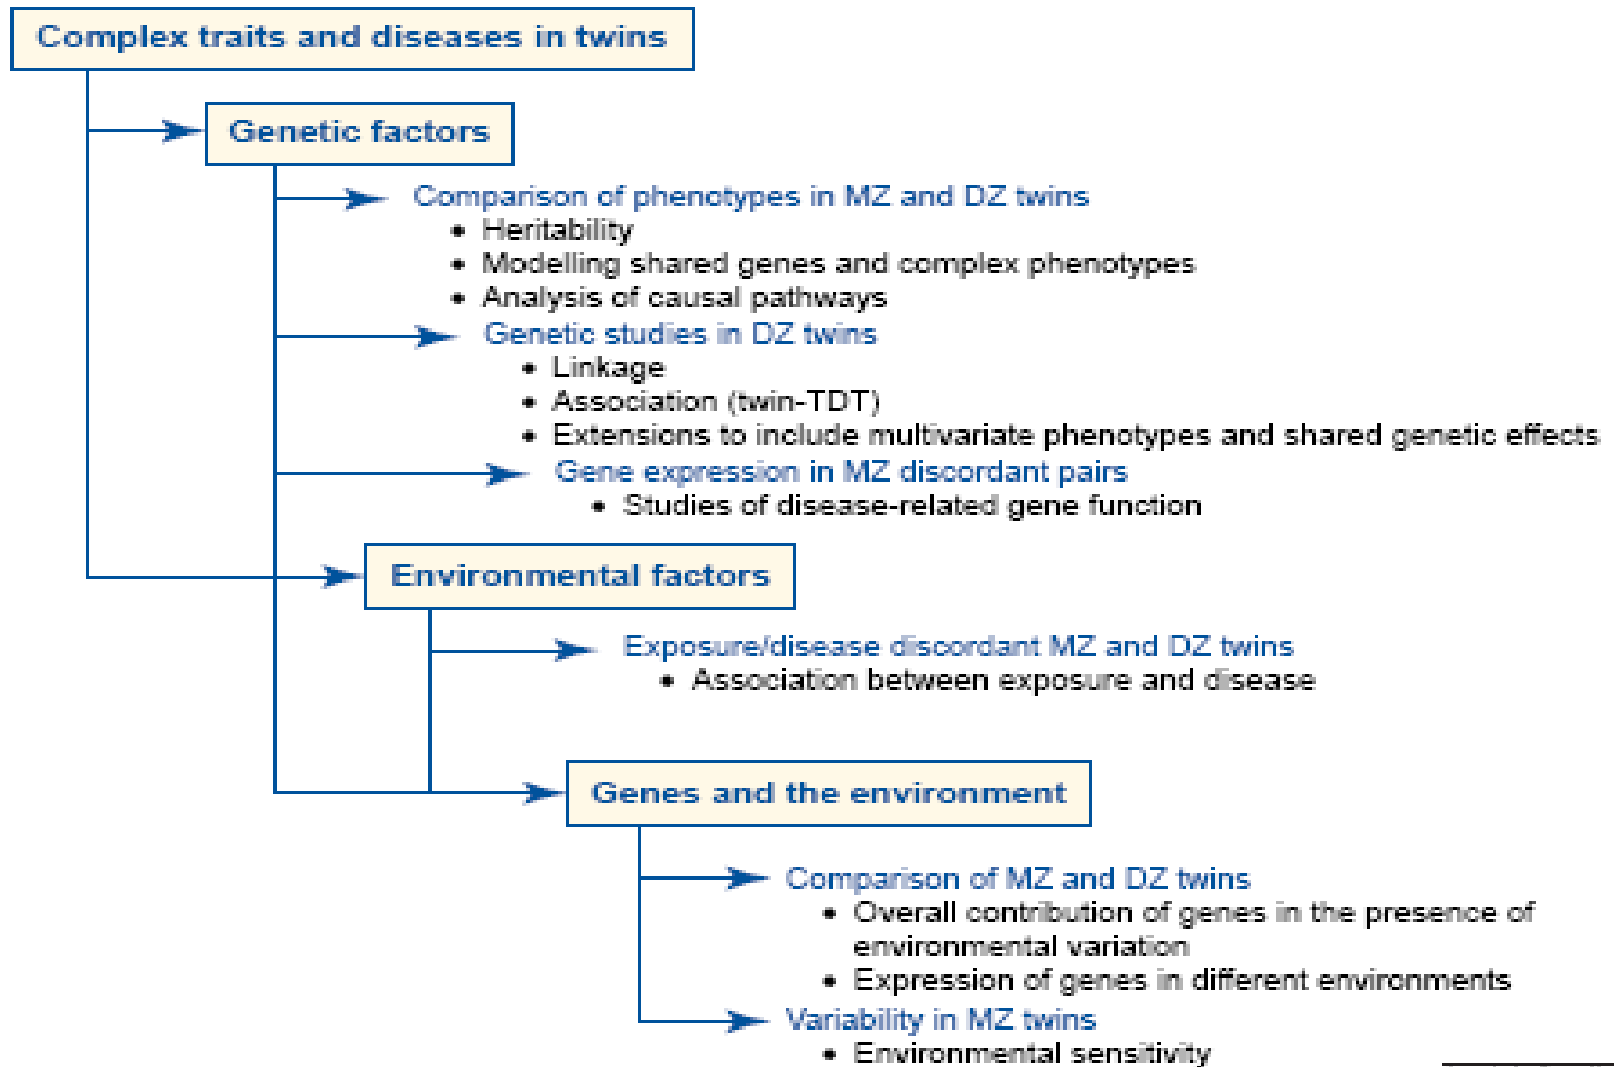 Complex traits and diseases in twins
Genetic factors
Comparison of phenotypes in MZ and DZ twins
• Heritability
• Modelling shared genes and complex phenotypes
• Analysis of causal pathways
Genetic studies in DZ twins
• Linkage
• Association (twin-TDT)
• Extensions to include multivariate phenotypes and shared genetic effects
Gene expression in MZ discordant pairs
• Studies of disease-related gene function
Environmental factors
Exposure/disease discordant MZ and DZ twins
• Association between exposure and disease
Genes and the environment
Comparison of MZ and DZ twins
• Overall contribution of genes in the presence of
environmental variation
• Expression of genes in different environments
Variability in MZ twins
• Environmental sensitivity